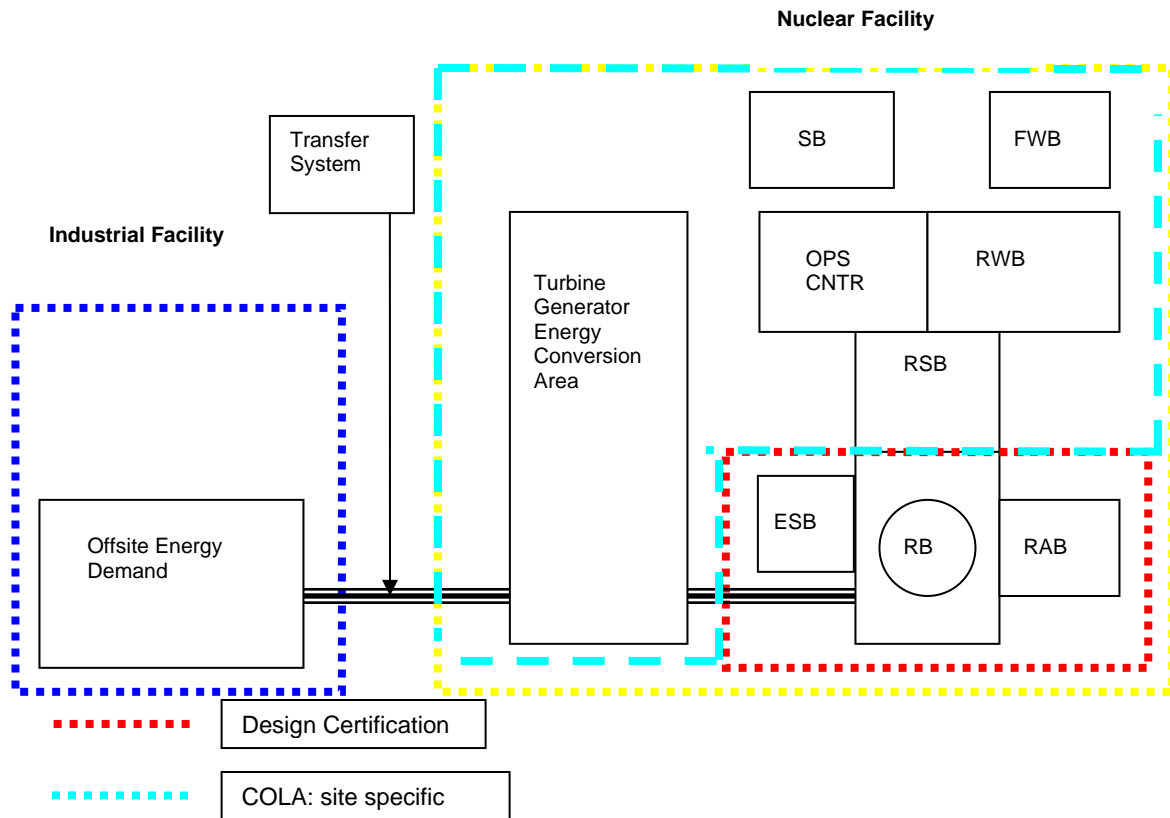 Nuclear Facility
SB
FWB
Transfer
System
Industrial Facility
OPS
CNTR
RWB
Turbine
Generator
Energy
Conversion
Area
RSB
ESB
RB
RAB
Offsite Energy
Demand
Design Certification
COLA: site specific